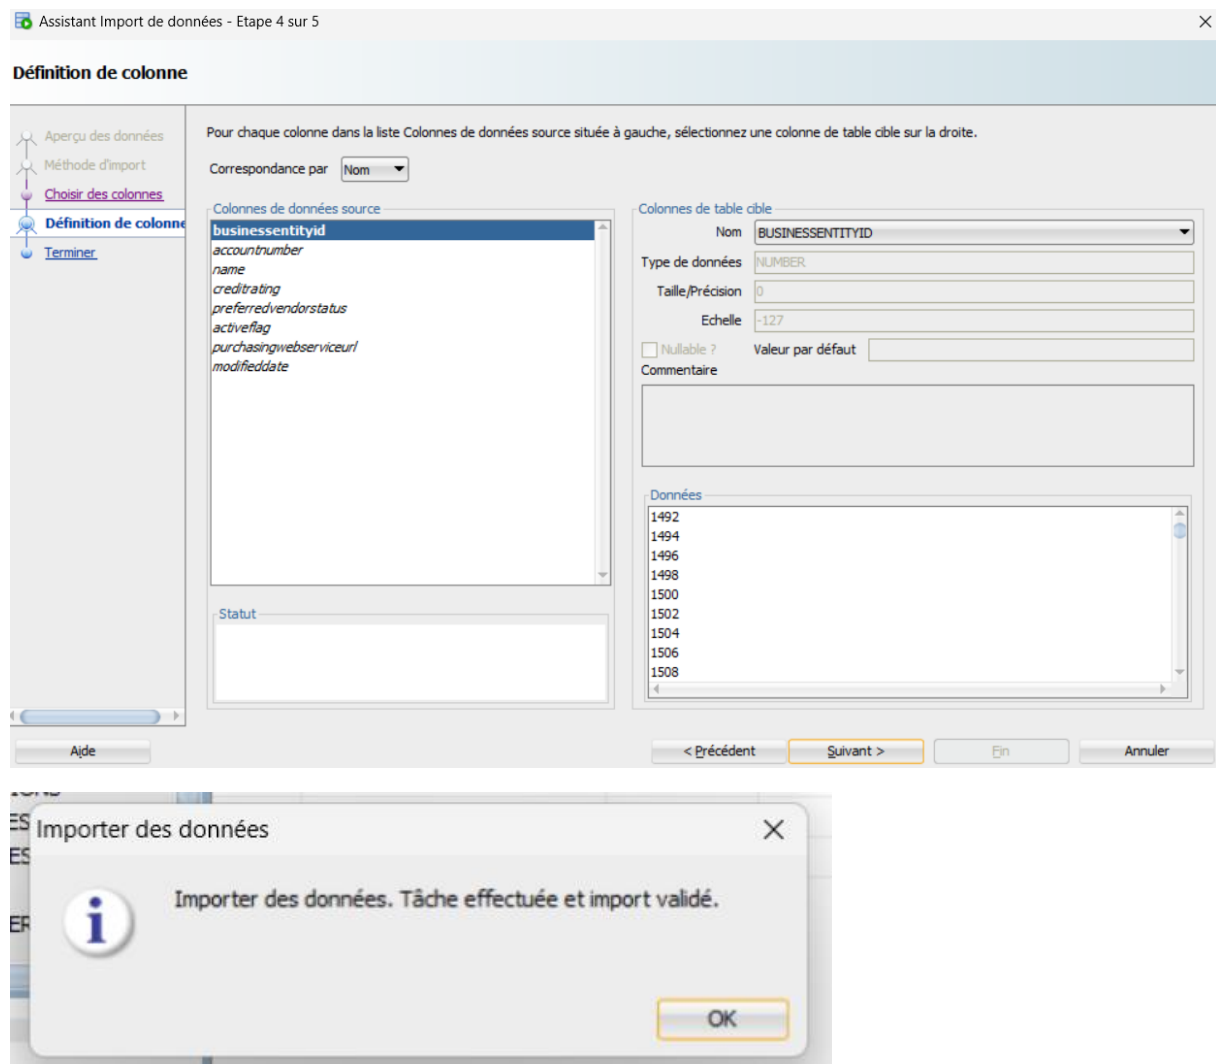 Assistant Import de données - Etape 4 sur 5
Définition de colonne
Aperçu des données
Méthode d'import
Choisir des colonnes
Définition de colonne
Terminer
Pour chaque colonne dans la liste Colonnes de données source située à gauche, sélectionnez une colonne de table cible sur la droite.
Correspondance par Nom
Colonnes de données source
businessentityid
accountnumber
name
creditrating
preferredvendorstatus
activeflag
purchasingwebserviceurl
modifieddate
Statut
Colonnes de table cible
Nom BUSINESSENTITYID
Type de données NUMBER
Taille/Précision 0
Echelle -127
Nullable ? Valeur par défaut
Commentaire
Données
1492
1494
1496
1498
1500
1502
1504
1506
1508
Aide < Précédent Suivant > Fin Annuler
ES
Importer des données
ES
Importer des données. Tâche effectuée et import validé.
ER
OK